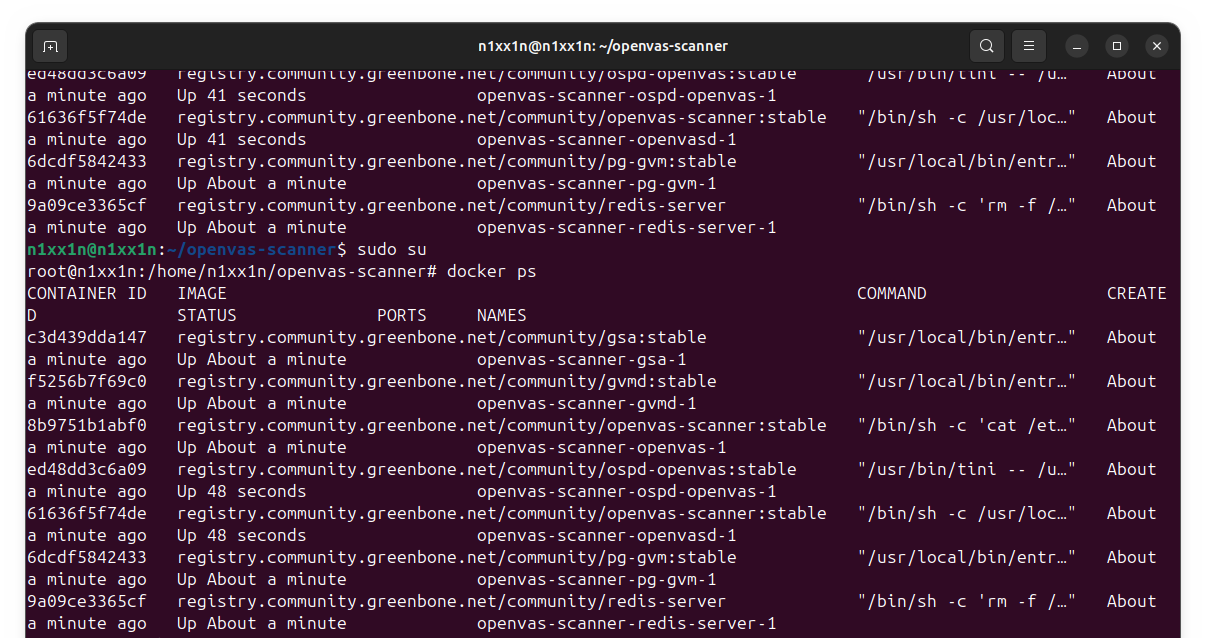 n1xx1n@n1xx1n: ~/openvas-scanner
ed48dd3c6a09   registry.community.greenbone.net/community/ospd-openvas:stable      "/usr/bin/tini -- /u…"   About
a minute ago   Up 41 seconds                 openvas-scanner-ospd-openvas-1
61636f5f74de   registry.community.greenbone.net/community/openvas-scanner:stable   "/bin/sh -c /usr/loc…"   About
a minute ago   Up 41 seconds                 openvas-scanner-openvasd-1
6dcdf5842433   registry.community.greenbone.net/community/pg-gvm:stable            "/usr/local/bin/entr…"   About
a minute ago   Up About a minute             openvas-scanner-pg-gvm-1
9a09ce3365cf   registry.community.greenbone.net/community/redis-server             "/bin/sh -c 'rm -f /…"   About
a minute ago   Up About a minute             openvas-scanner-redis-server-1
n1xx1n@n1xx1n:~/openvas-scanner$ sudo su
root@n1xx1n:/home/n1xx1n/openvas-scanner# docker ps
CONTAINER ID   IMAGE                                                               COMMAND                  CREATE
D              STATUS              PORTS     NAMES
c3d439dda147   registry.community.greenbone.net/community/gsa:stable               "/usr/local/bin/entr…"   About
a minute ago   Up About a minute             openvas-scanner-gsa-1
f5256b7f69c0   registry.community.greenbone.net/community/gvmd:stable              "/usr/local/bin/entr…"   About
a minute ago   Up About a minute             openvas-scanner-gvmd-1
8b9751b1abf0   registry.community.greenbone.net/community/openvas-scanner:stable   "/bin/sh -c 'cat /et…"   About
a minute ago   Up About a minute             openvas-scanner-openvas-1
ed48dd3c6a09   registry.community.greenbone.net/community/ospd-openvas:stable      "/usr/bin/tini -- /u…"   About
a minute ago   Up 48 seconds                 openvas-scanner-ospd-openvas-1
61636f5f74de   registry.community.greenbone.net/community/openvas-scanner:stable   "/bin/sh -c /usr/loc…"   About
a minute ago   Up 48 seconds                 openvas-scanner-openvasd-1
6dcdf5842433   registry.community.greenbone.net/community/pg-gvm:stable            "/usr/local/bin/entr…"   About
a minute ago   Up About a minute             openvas-scanner-pg-gvm-1
9a09ce3365cf   registry.community.greenbone.net/community/redis-server             "/bin/sh -c 'rm -f /…"   About
a minute ago   Up About a minute             openvas-scanner-redis-server-1